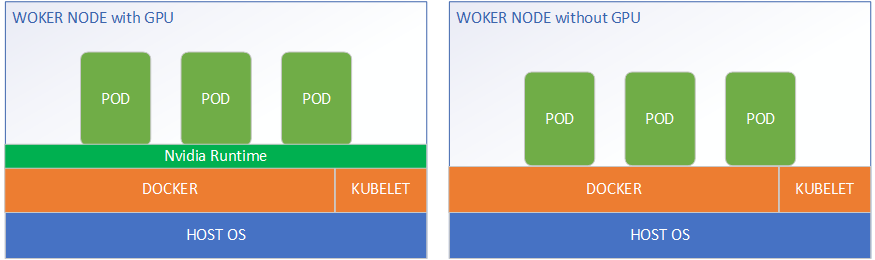 WOKER NODE with GPU
POD POD POD
Nvidia Runtime
DOCKER KUBELET
HOST OS
WOKER NODE without GPU
POD POD POD
DOCKER KUBELET
HOST OS